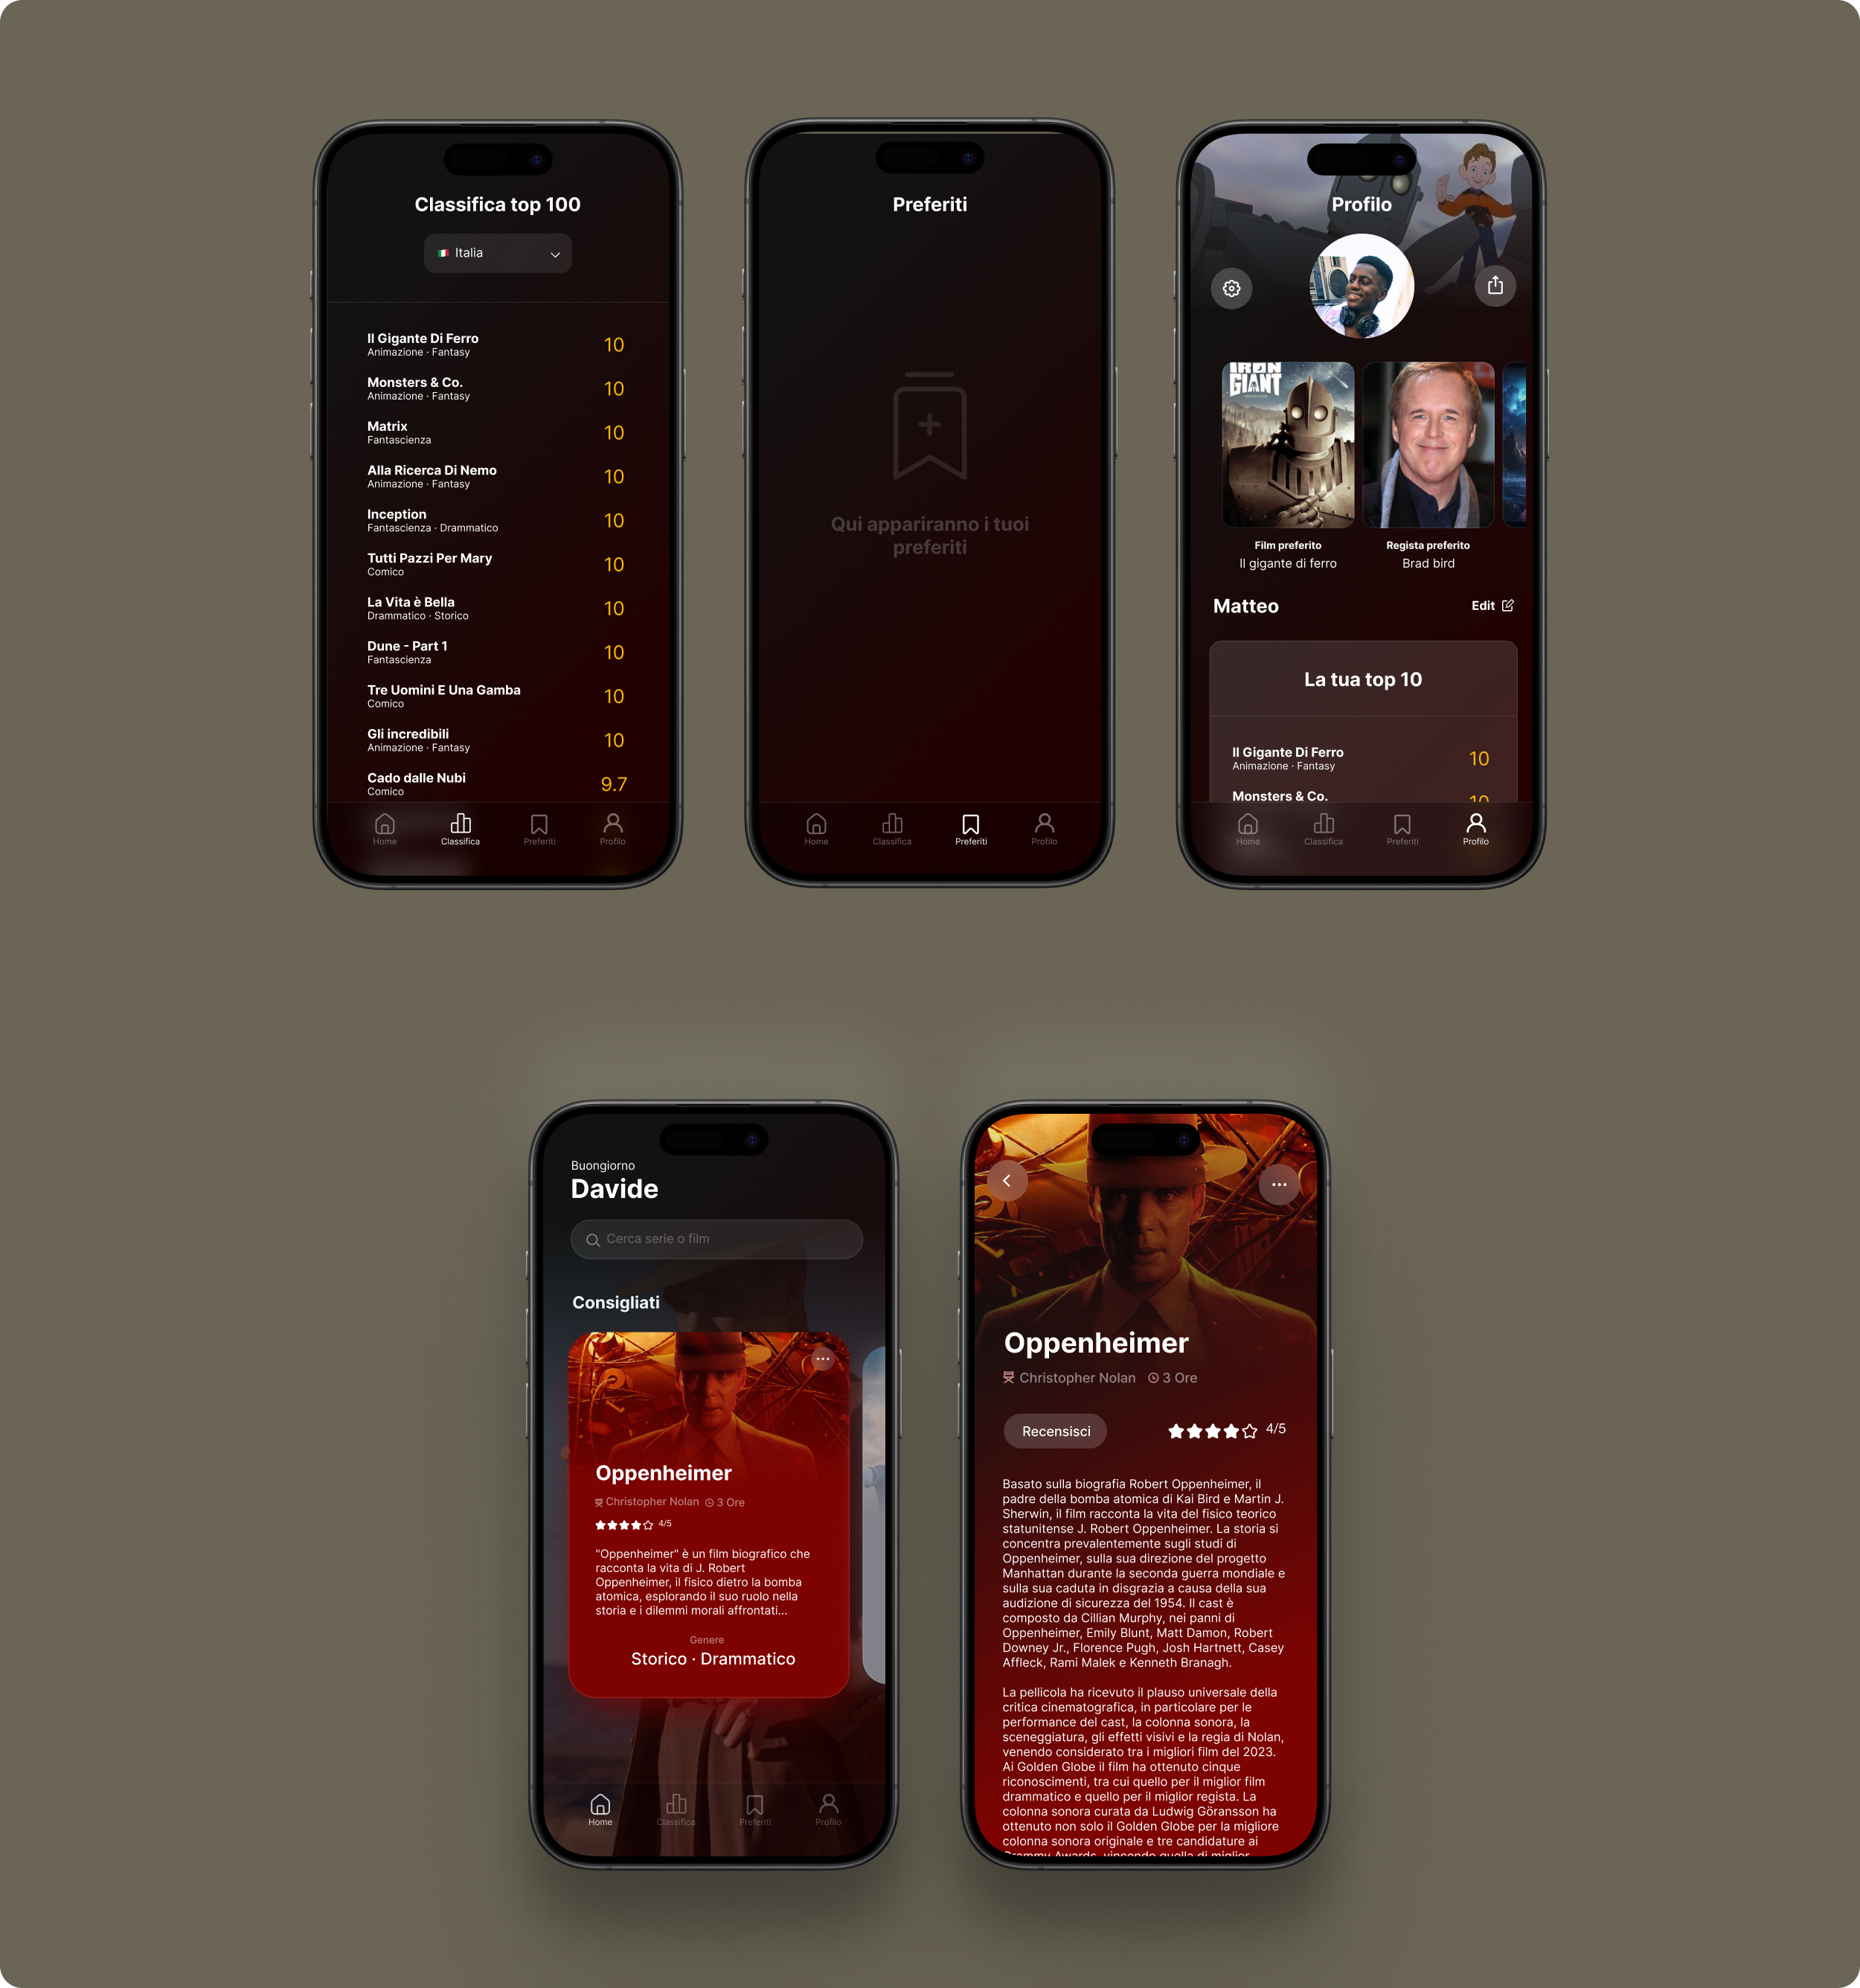 Classifica top 100
Italia
Il Gigante Di Ferro
Animazione · Fantasy
10
Monsters & Co.
Animazione · Fantasy
10
Matrix
Fantascienza
10
Alla Ricerca Di Nemo
Animazione · Fantasy
10
Inception
Fantascienza · Drammatico
10
Tutti Pazzi Per Mary
Comico
10
La Vita è Bella
Drammatico · Storico
10
Dune - Part 1
Fantascienza
10
Tre Uomini E Una Gamba
Comico
10
Gli incredibili
Animazione · Fantasy
10
Cado dalle Nubi
Comico
9.7
Home
Classifica
Preferiti
Profilo
Preferiti
Qui appariranno i tuoi
preferiti
Home
Classifica
Preferiti
Profilo
Profilo
IRON
GIANT
Film preferito
Il gigante di ferro
Regista preferito
Brad bird
Matteo
Edit
La tua top 10
Il Gigante Di Ferro
Animazione · Fantasy
10
Monsters & Co.
10
Home
Classifica
Preferiti
Profilo
Buongiorno
Davide
Cerca serie o film
Consigliati
Oppenheimer
Christopher Nolan 3 Ore
4/5
"Oppenheimer" è un film biografico che
racconta la vita di J. Robert
Oppenheimer, il fisico dietro la bomba
atomica, esplorando il suo ruolo nella
storia e i dilemmi morali affrontati...
Genere
Storico · Drammatico
Home
Classifica
Preferiti
Profilo
Oppenheimer
Christopher Nolan 3 Ore
Recensisci
4/5
Basato sulla biografia Robert Oppenheimer, il
padre della bomba atomica di Kai Bird e Martin J.
Sherwin, il film racconta la vita del fisico teorico
statunitense J. Robert Oppenheimer. La storia si
concentra prevalentemente sugli studi di
Oppenheimer, sulla sua direzione del progetto
Manhattan durante la seconda guerra mondiale e
sulla sua caduta in disgrazia a causa della sua
audizione di sicurezza del 1954. Il cast è
composto da Cillian Murphy, nei panni di
Oppenheimer, Emily Blunt, Matt Damon, Robert
Downey Jr., Florence Pugh, Josh Hartnett, Casey
Affleck, Rami Malek e Kenneth Branagh.
La pellicola ha ricevuto il plauso universale della
critica cinematografica, in particolare per le
performance del cast, la colonna sonora, la
sceneggiatura, gli effetti visivi e la regia di Nolan,
venendo considerato tra i migliori film del 2023.
Ai Golden Globe il film ha ottenuto cinque
riconoscimenti, tra cui quello per il miglior film
drammatico e quello per il miglior regista. La
colonna sonora curata da Ludwig Göransson ha
ottenuto non solo il Golden Globe per la migliore
colonna sonora originale e tre candidature ai
Grammy Awards, vincendo quella di miglior